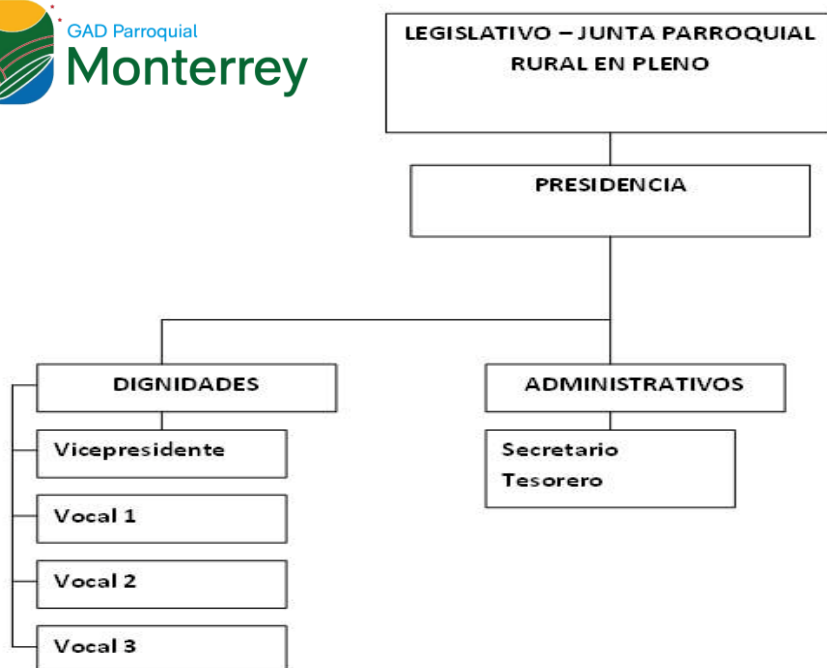 GAD Parroquial
Monterrey
LEGISLATIVO – JUNTA PARROQUIAL
RURAL EN PLENO
PRESIDENCIA
DIGNIDADES
ADMINISTRATIVOS
Vicepresidente
Secretario
Tesorero
Vocal 1
Vocal 2
Vocal 3